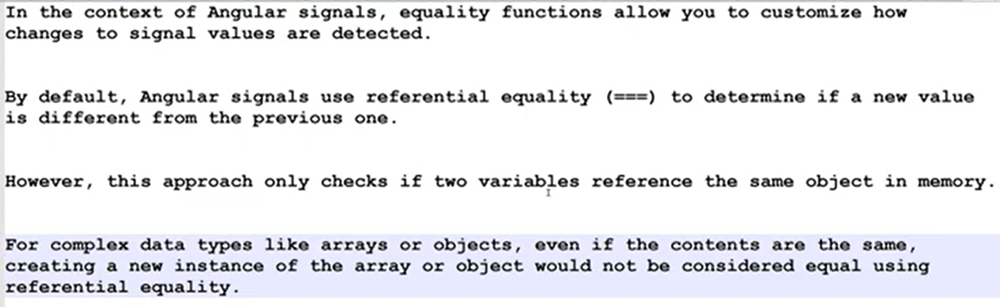 In the context of Angular signals, equality functions allow you to customize how
changes to signal values are detected.
By default, Angular signals use referential equality (===) to determine if a new value
is different from the previous one.
However, this approach only checks if two variables reference the same object in memory.
For complex data types like arrays or objects, even if the contents are the same,
creating a new instance of the array or object would not be considered equal using
referential equality.